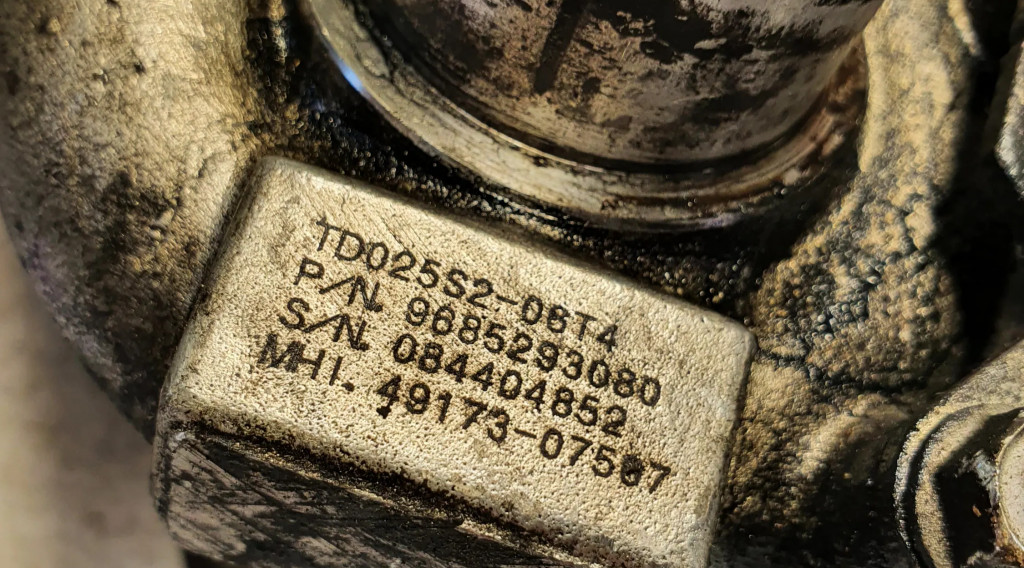 TD025S2-06T4
P/N. 9685293080
S/N. 084404852
MHI. 49173-07507